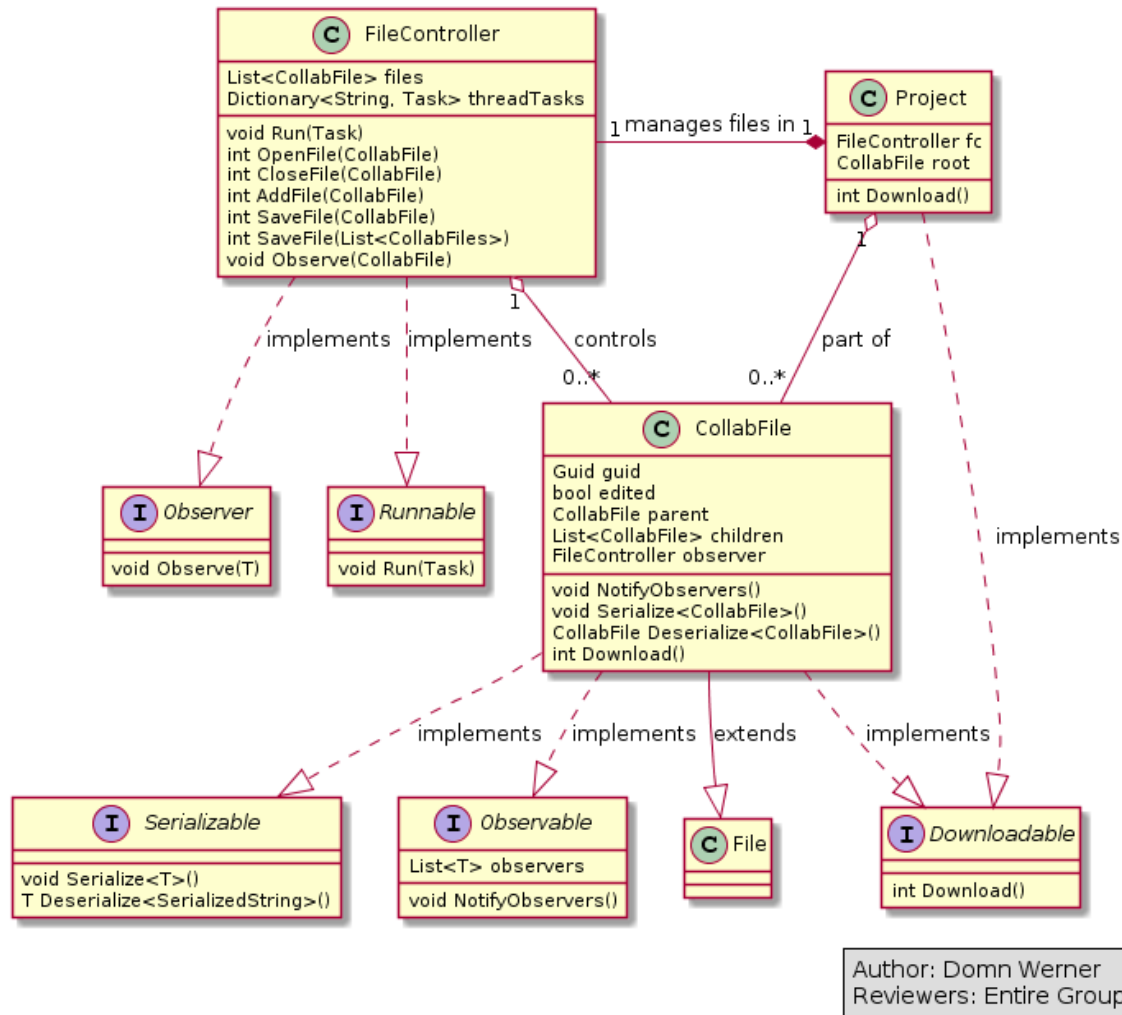 C FileController
List<CollabFile> files
Dictionary<String, Task> threadTasks
void Run(Task)
int OpenFile(CollabFile)
int CloseFile(CollabFile)
int AddFile(CollabFile)
int SaveFile(CollabFile)
int SaveFile(List<CollabFiles>)
void Observe(CollabFile)
1 manages files in 1
C Project
FileController fc
CollabFile root
int Download()
1
1
implements
implements
controls
part of
0..*
0..*
implements
C CollabFile
Guid guid
bool edited
CollabFile parent
List<CollabFile> children
FileController observer
void NotifyObservers()
void Serialize<CollabFile>()
CollabFile Deserialize<CollabFile>()
int Download()
I Observer
void Observe(T)
I Runnable
void Run(Task)
implements
implements
extends
implements
I Serializable
void Serialize<T>()
T Deserialize<SerializedString>()
I Observable
List<T> observers
void NotifyObservers()
C File
I Downloadable
int Download()
Author: Domn Werner
Reviewers: Entire Group